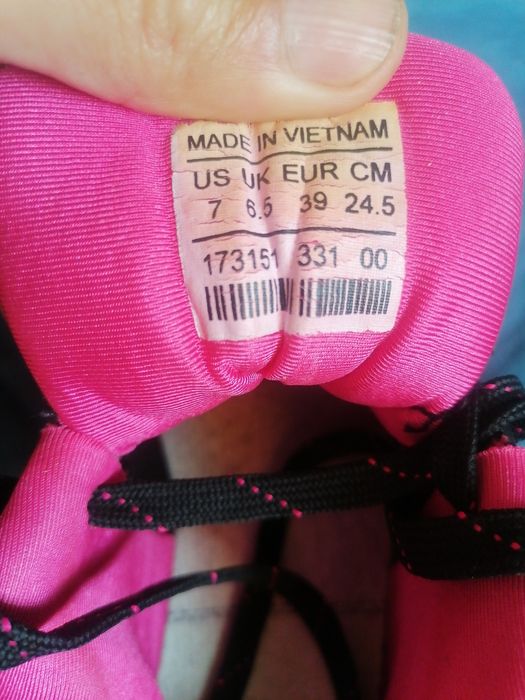 MADE IN VIETNAM
US UK EUR CM
7 6.5 39 24.5
173151 331 00